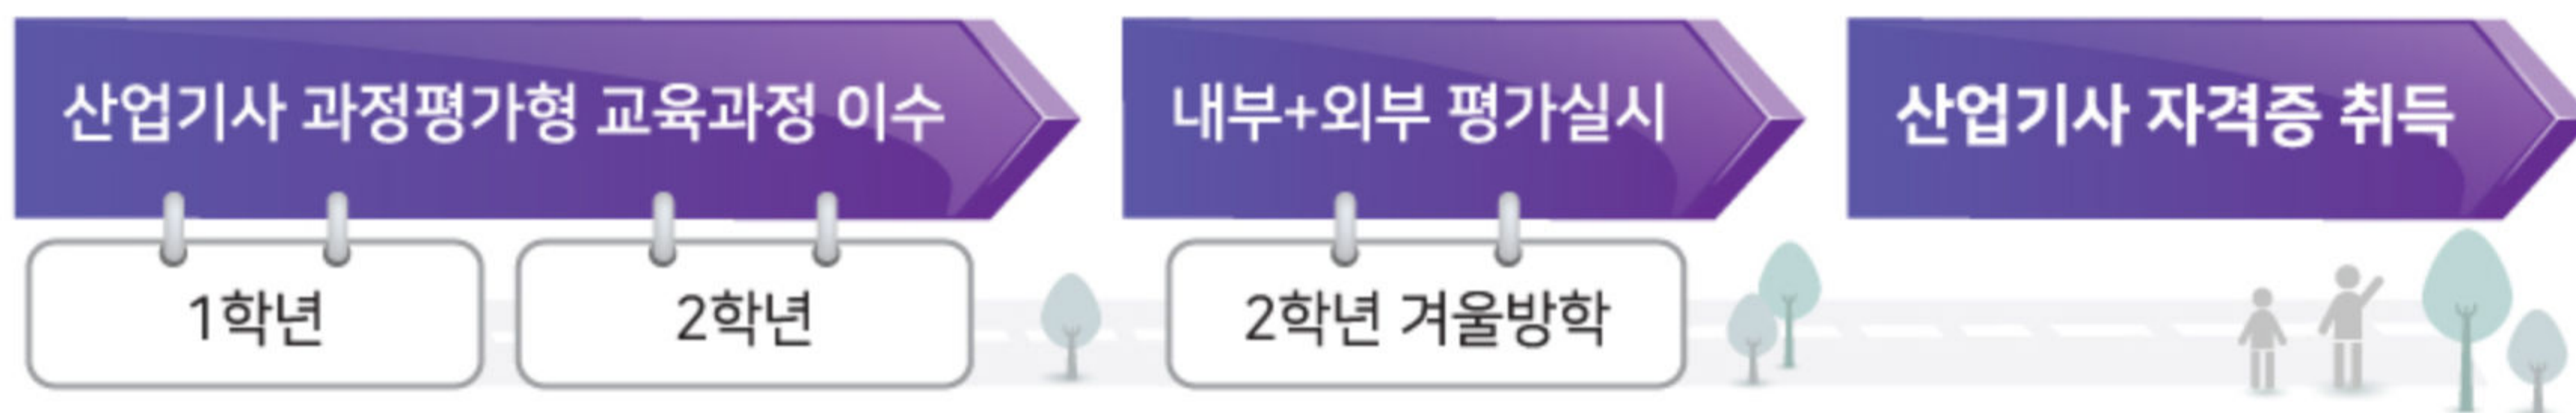 산업기사 과정평가형 교육과정 이수
내부+외부 평가실시
산업기사 자격증 취득
1학년
2학년
2학년 겨울방학